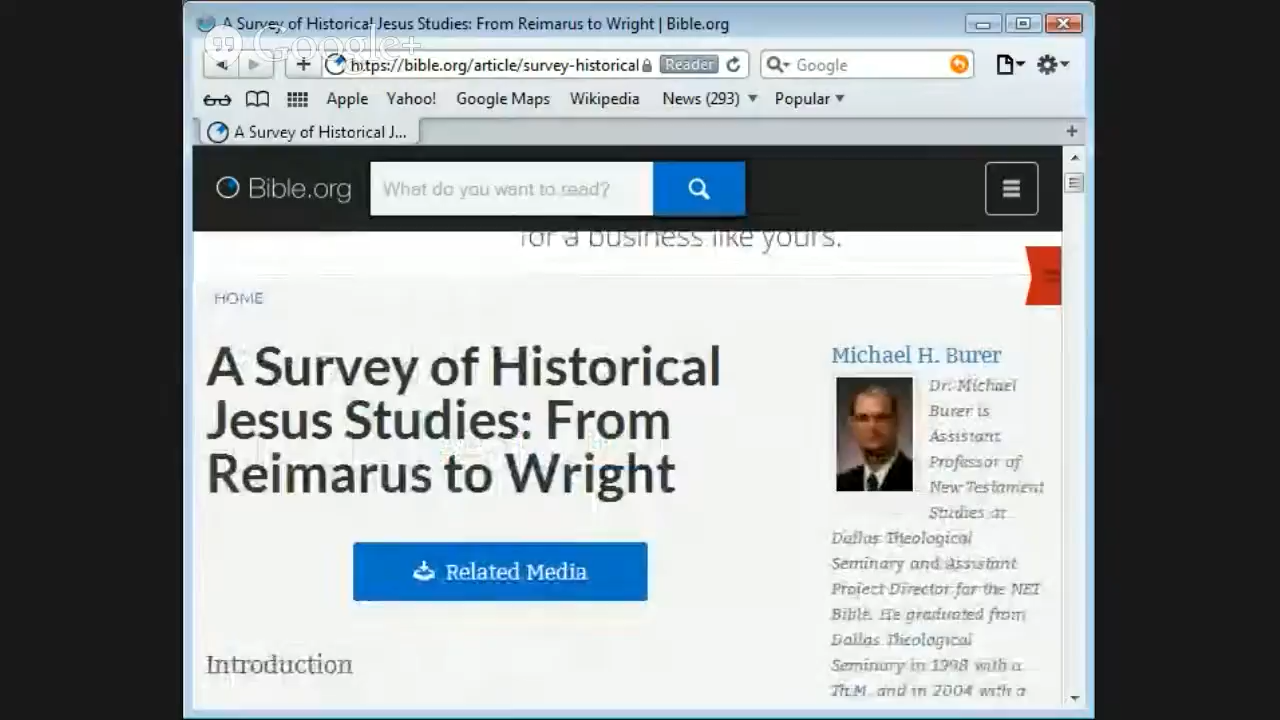 A Survey of Historical Jesus Studies: From Reimarus to Wright | Bible.org
Google+
https://bible.org/article/survey-historical
Reader
Google
Apple Yahoo! Google Maps Wikipedia News (293) Popular
A Survey of Historical J...
Bible.org
What do you want to read?
for a business like yours.
HOME
A Survey of Historical
Jesus Studies: From
Reimarus to Wright
Related Media
Introduction
Michael H. Burer
Dr. Michael
Burer is
Assistant
Professor of
New Testament
Studies at
Dallas Theological
Seminary and Assistant
Project Director for the NET
Bible. He graduated from
Dallas Theological
Seminary in 1998 with a
Th.M. and in 2004 with a